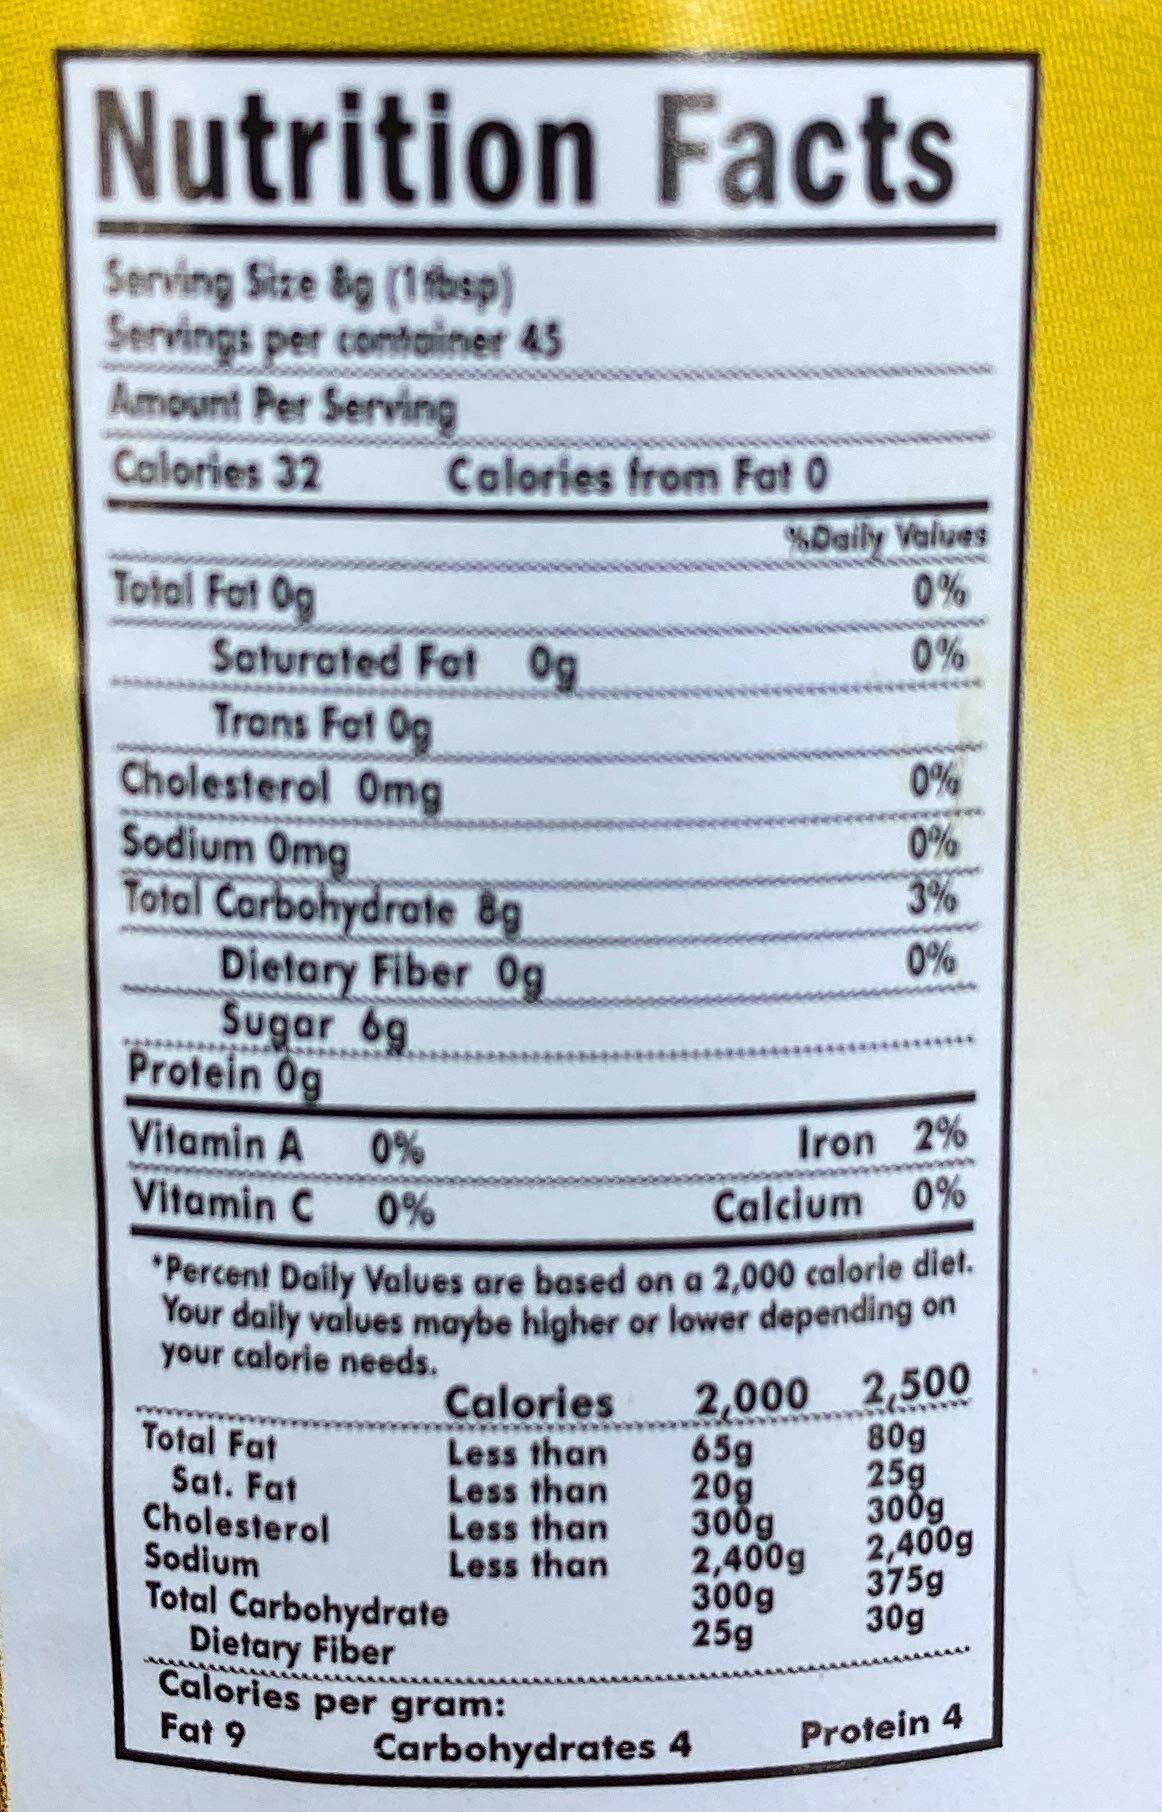 Nutrition Facts
Serving Size 8g (1 tbsp)
Servings per container 45
Amount Per Serving
Calories 32 Calories from Fat 0
%Daily Values
Total Fat 0g 0%
Saturated Fat 0g 0%
Trans Fat 0g
Cholesterol 0mg 0%
Sodium 0mg 0%
Total Carbohydrate 8g 3%
Dietary Fiber 0g 0%
Sugar 6g
Protein 0g
Vitamin A 0% Iron 2%
Vitamin C 0% Calcium 0%
*Percent Daily Values are based on a 2,000 calorie diet.
Your daily values maybe higher or lower depending on
your calorie needs.
Calories 2,000 2,500
Total Fat Less than 65g 80g
Sat. Fat Less than 20g 25g
Cholesterol Less than 300g 300g
Sodium Less than 2,400g 2,400g
Total Carbohydrate 300g 375g
Dietary Fiber 25g 30g
Calories per gram:
Fat 9 Carbohydrates 4 Protein 4